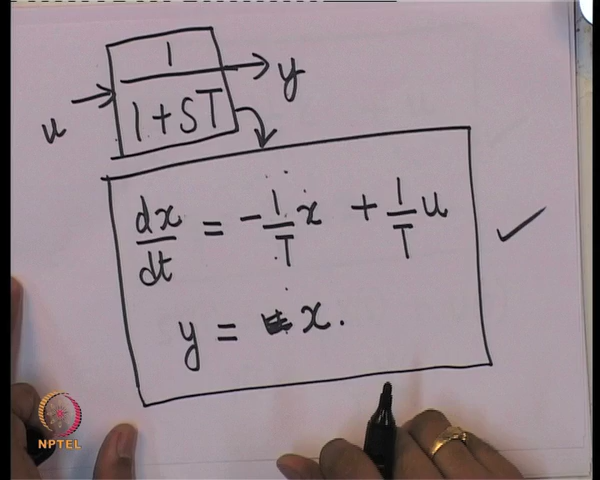 u → 1/(1+ST) → y
dx/dt = -1/T x + 1/T u
y = x.
NPTEL